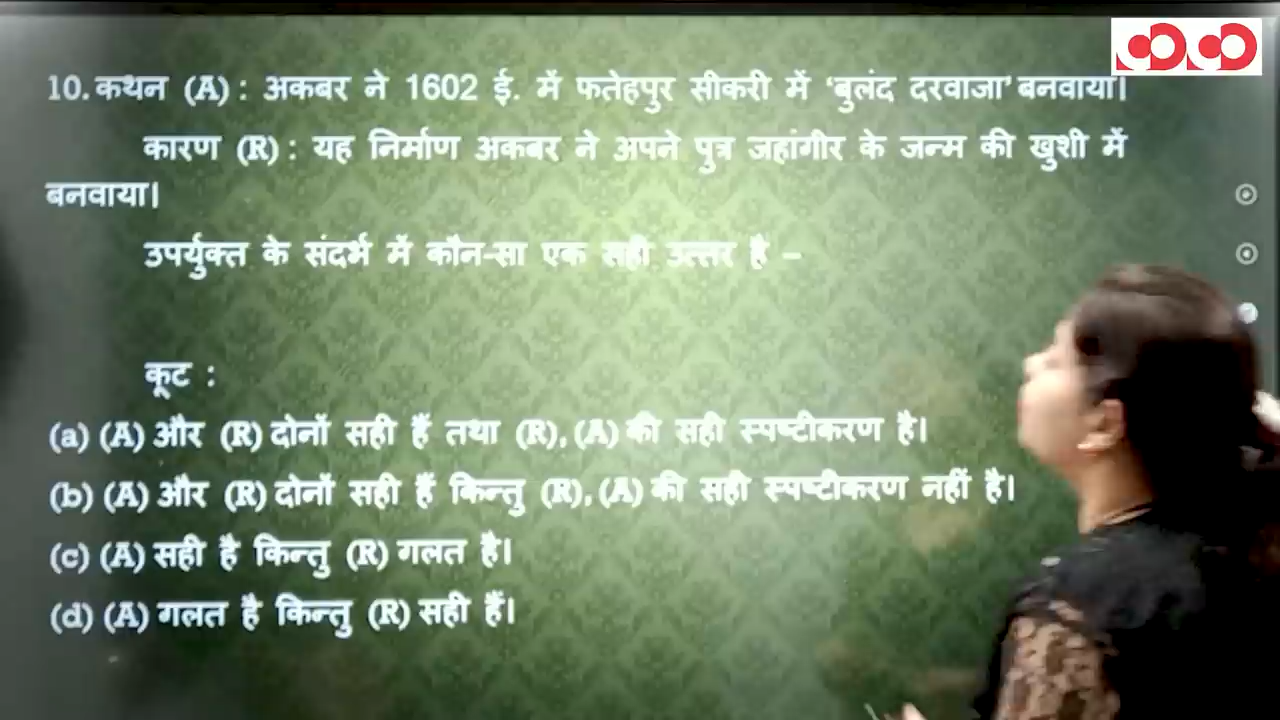 10. कथन (A) : अकबर ने 1602 ई. में फतेहपुर सीकरी में ‘बुलंद दरवाजा’ बनवाया।
कारण (R) : यह निर्माण अकबर ने अपने पुत्र जहांगीर के जन्म की खुशी में
बनवाया।
उपर्युक्त के संदर्भ में कौन-सा एक सही उत्तर है –
कूट :
(a) (A) और (R) दोनों सही हैं तथा (R), (A) की सही स्पष्टीकरण है।
(b) (A) और (R) दोनों सही हैं किन्तु (R), (A) की सही स्पष्टीकरण नहीं है।
(c) (A) सही है किन्तु (R) गलत है।
(d) (A) गलत है किन्तु (R) सही हैं।